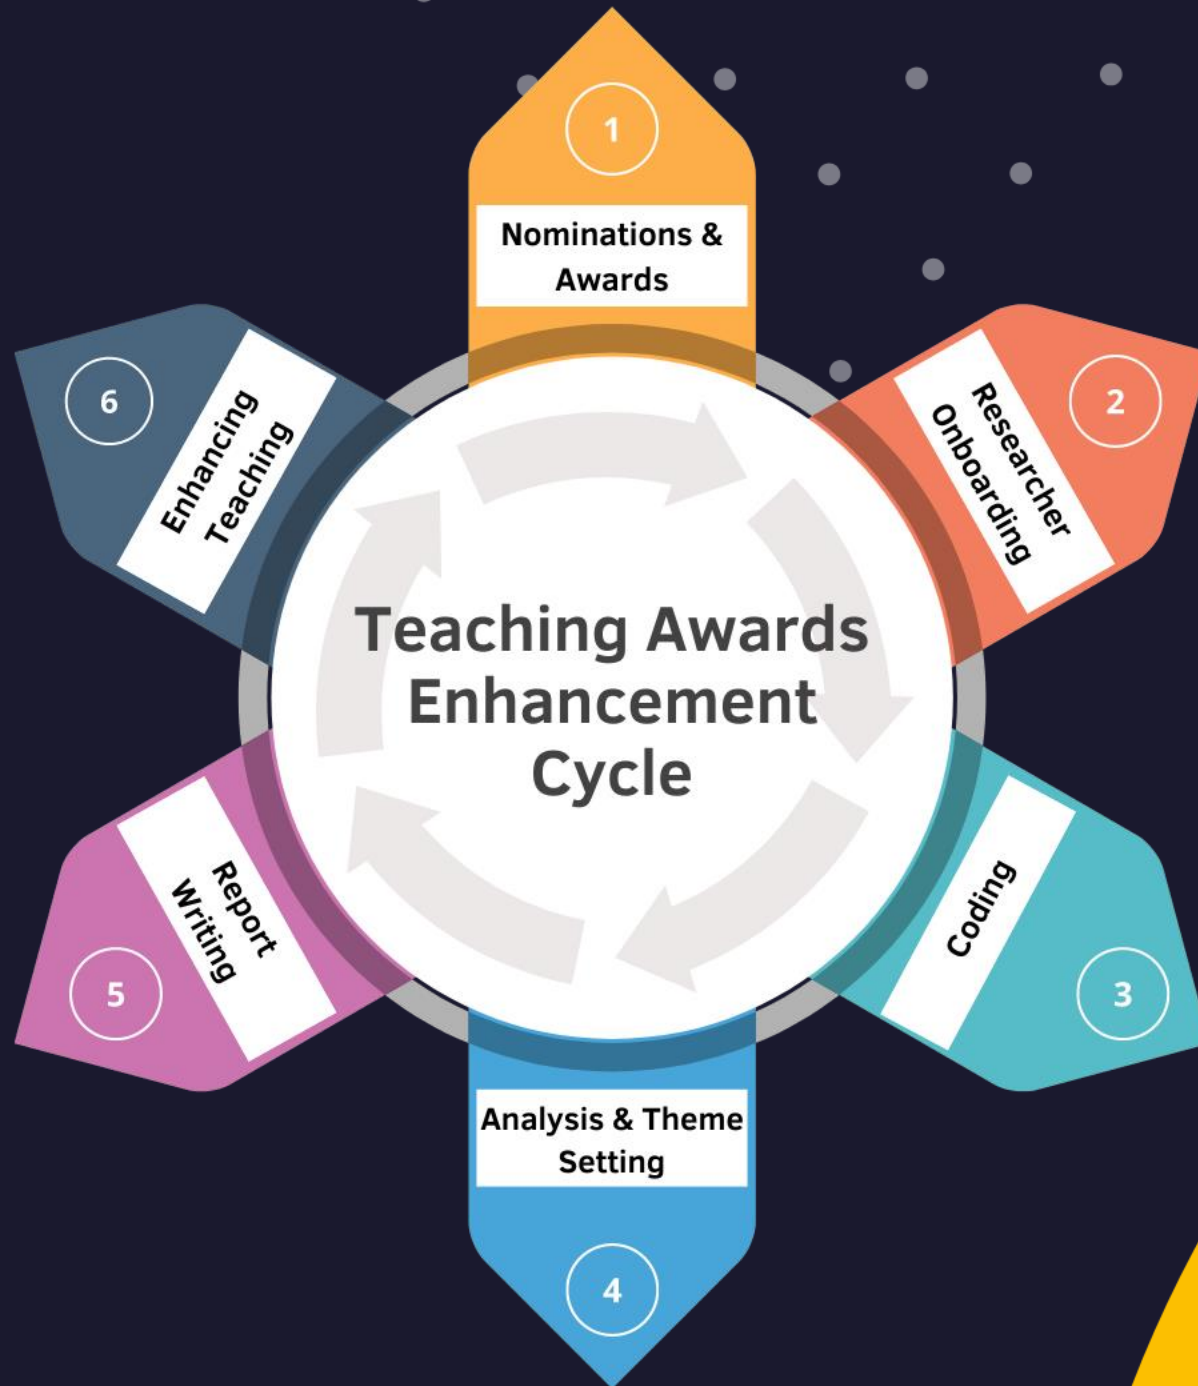 1
Nominations &
Awards
2
Researcher
Onboarding
3
Coding
4
Analysis & Theme
Setting
5
Report
Writing
6
Enhancing
Teaching
Teaching Awards
Enhancement
Cycle